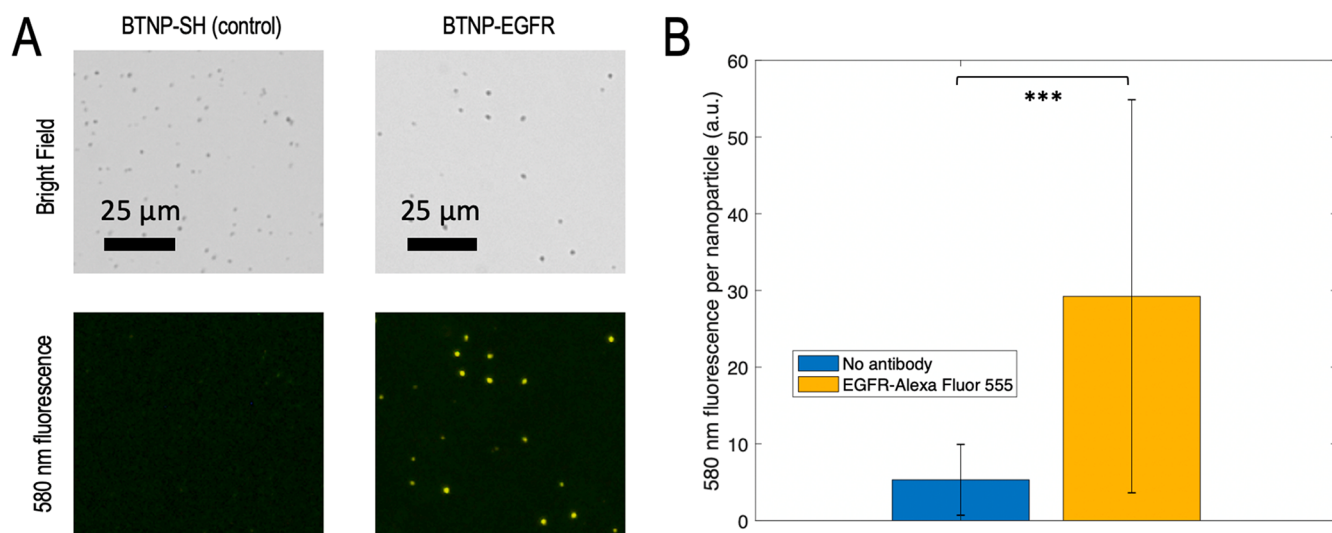 A
BTNP-SH (control)
BTNP-EGFR
Bright Field
25 µm
25 µm
580 nm fluorescence
B
580 nm fluorescence per nanoparticle (a.u.)
60
50
40
30
20
10
0
***
No antibody
EGFR-Alexa Fluor 555